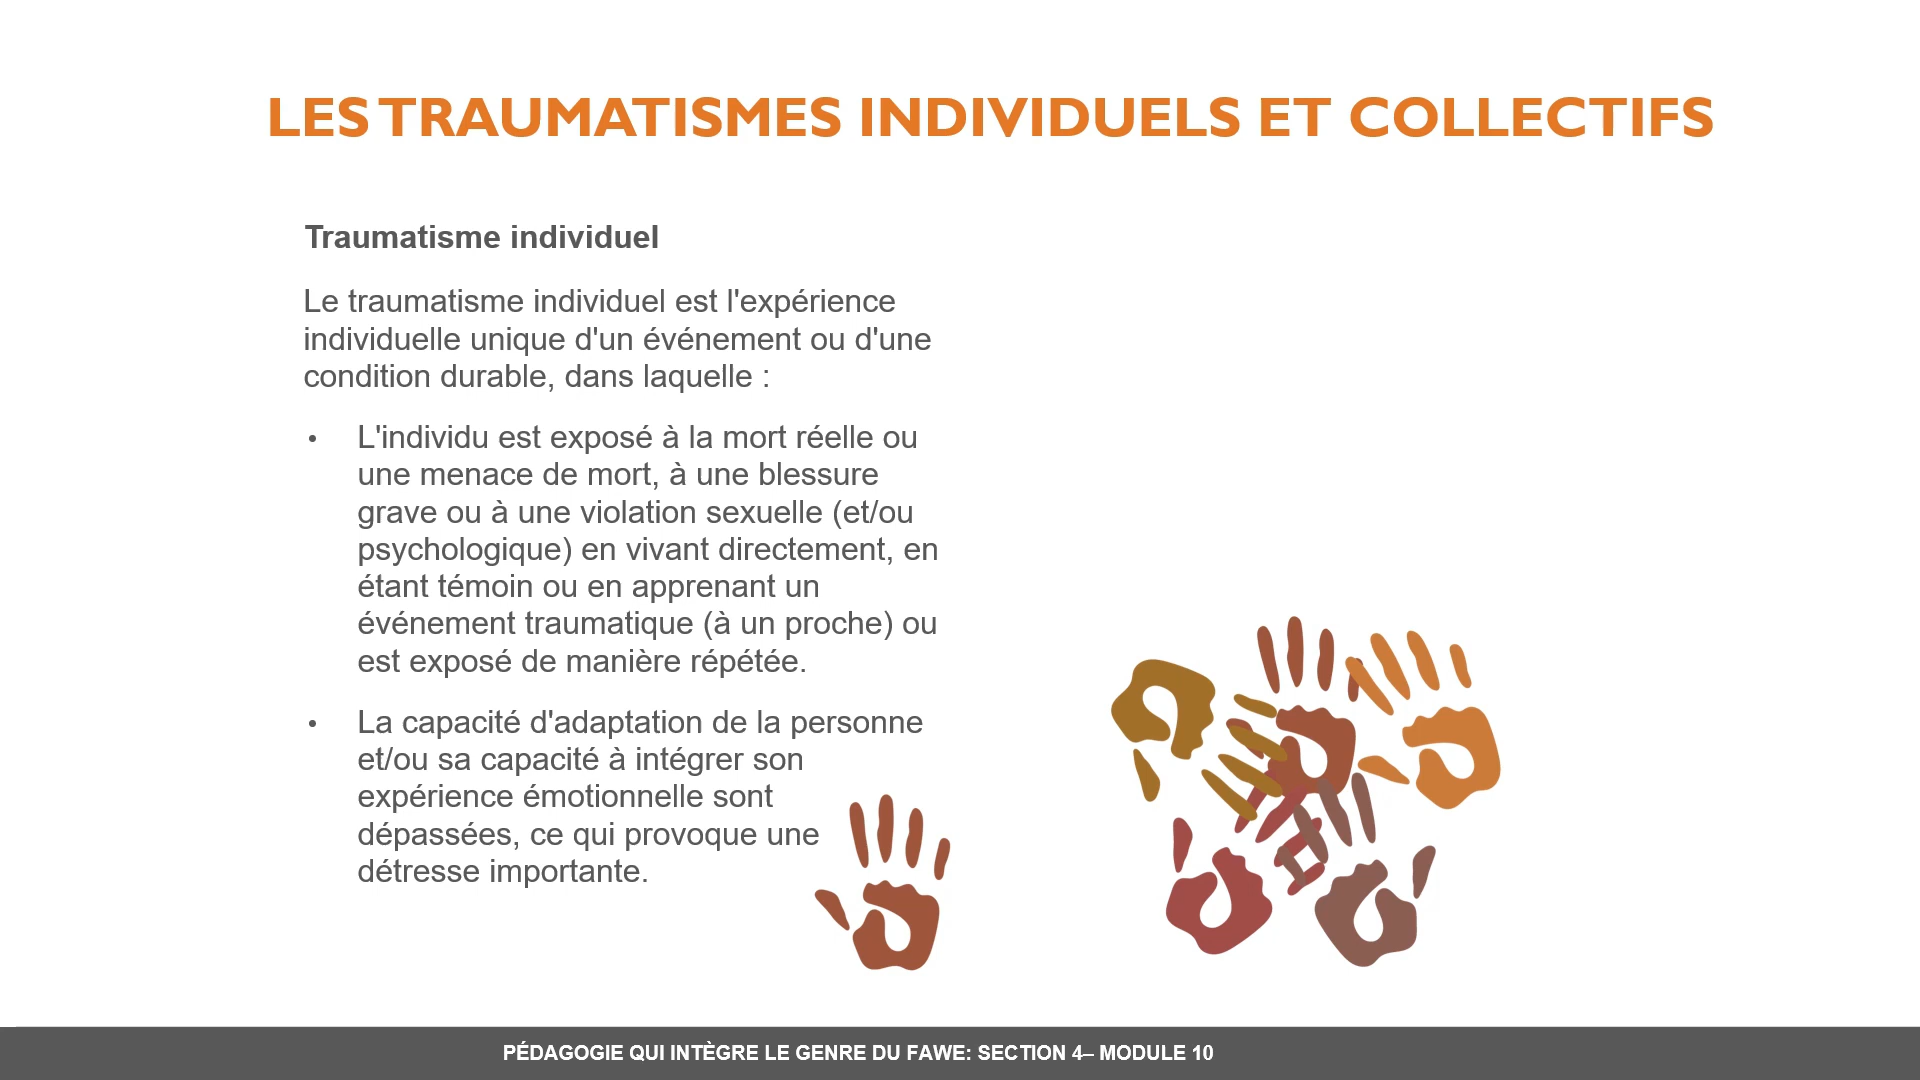 LES TRAUMATISMES INDIVIDUELS ET COLLECTIFS
Traumatisme individuel
Le traumatisme individuel est l'expérience
individuelle unique d'un événement ou d'une
condition durable, dans laquelle :
• L'individu est exposé à la mort réelle ou
une menace de mort, à une blessure
grave ou à une violation sexuelle (et/ou
psychologique) en vivant directement, en
étant témoin ou en apprenant un
événement traumatique (à un proche) ou
est exposé de manière répétée.
• La capacité d'adaptation de la personne
et/ou sa capacité à intégrer son
expérience émotionnelle sont
dépassées, ce qui provoque une
détresse importante.
PÉDAGOGIE QUI INTÈGRE LE GENRE DU FAWE: SECTION 4– MODULE 10